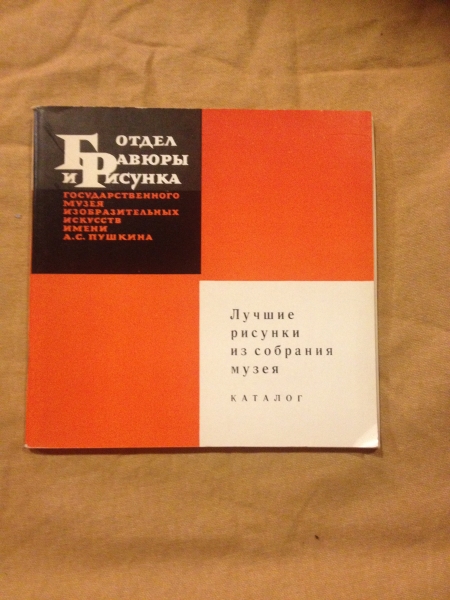 ОТДЕЛ
ГРАВЮРЫ
И РИСУНКА
ГОСУДАРСТВЕННОГО
МУЗЕЯ
ИЗОБРАЗИТЕЛЬНЫХ
ИСКУССТВ
ИМЕНИ
А.С. ПУШКИНА
Лучшие
рисунки
из собрания
музея
КАТАЛОГ